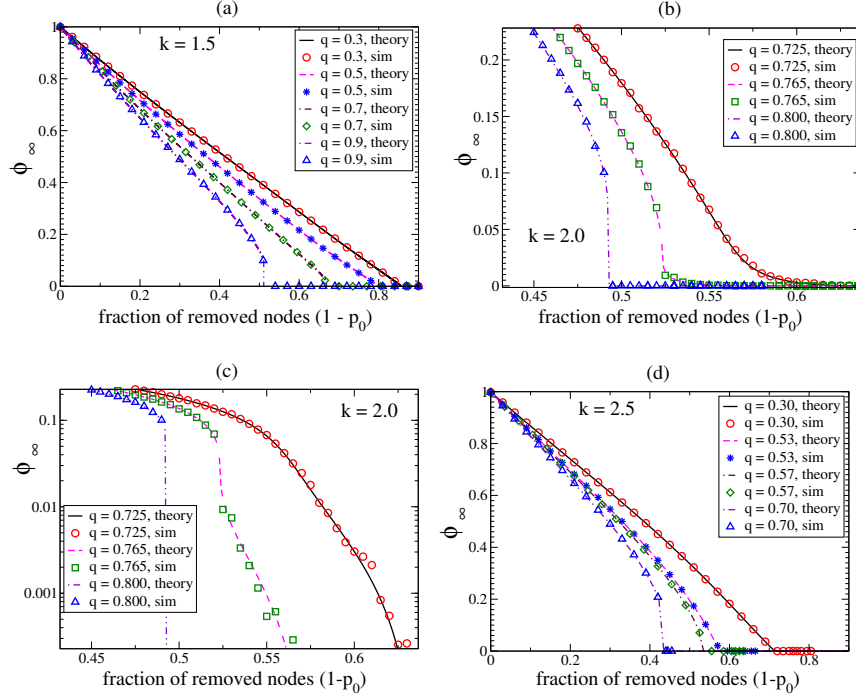 (a)
k = 1.5
q = 0.3, theory
q = 0.3, sim
q = 0.5, theory
q = 0.5, sim
q = 0.7, theory
q = 0.7, sim
q = 0.9, theory
q = 0.9, sim
1
0.8
0.6
0.4
0.2
0
ϕ∞
0 0.2 0.4 0.6 0.8
fraction of removed nodes (1 - p0)
(b)
k = 2.0
q = 0.725, theory
q = 0.725, sim
q = 0.765, theory
q = 0.765, sim
q = 0.800, theory
q = 0.800, sim
0.2
0.15
0.1
0.05
0
ϕ∞
0.45 0.5 0.55 0.6
fraction of removed nodes (1-p0)
(c)
k = 2.0
0.1
0.01
0.001
ϕ∞
q = 0.725, theory
q = 0.725, sim
q = 0.765, theory
q = 0.765, sim
q = 0.800, theory
q = 0.800, sim
0.45 0.5 0.55 0.6
fraction of removed nodes (1-p0)
(d)
k = 2.5
q = 0.30, theory
q = 0.30, sim
q = 0.53, theory
q = 0.53, sim
q = 0.57, theory
q = 0.57, sim
q = 0.70, theory
q = 0.70, sim
1
0.8
0.6
0.4
0.2
0
ϕ∞
0 0.2 0.4 0.6 0.8
fraction of removed nodes (1-p0)